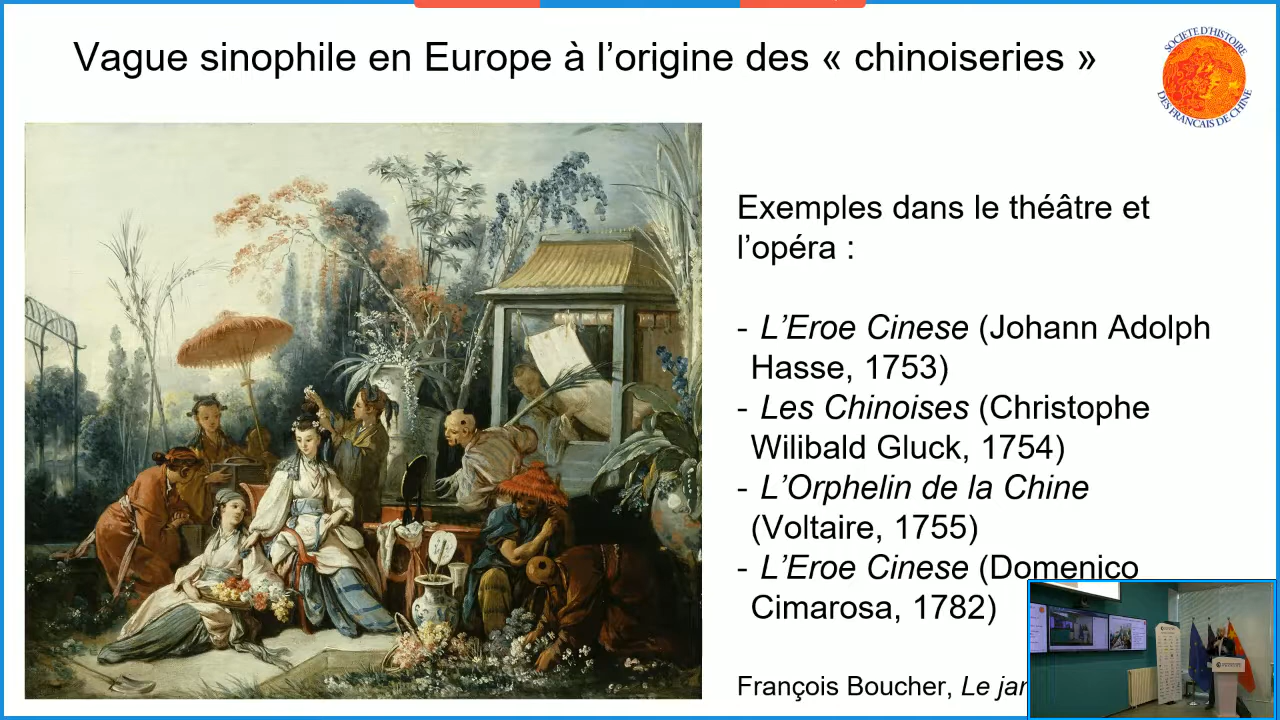 Vague sinophile en Europe à l’origine des « chinoiseries »
SOCIETE D'HISTOIRE
DES FRANCAIS DE CHINE
Exemples dans le théâtre et
l’opéra :
- L’Eroe Cinese (Johann Adolph
Hasse, 1753)
- Les Chinoises (Christophe
Wilibald Gluck, 1754)
- L’Orphelin de la Chine
(Voltaire, 1755)
- L’Eroe Cinese (Domenico
Cimarosa, 1782)
François Boucher, Le